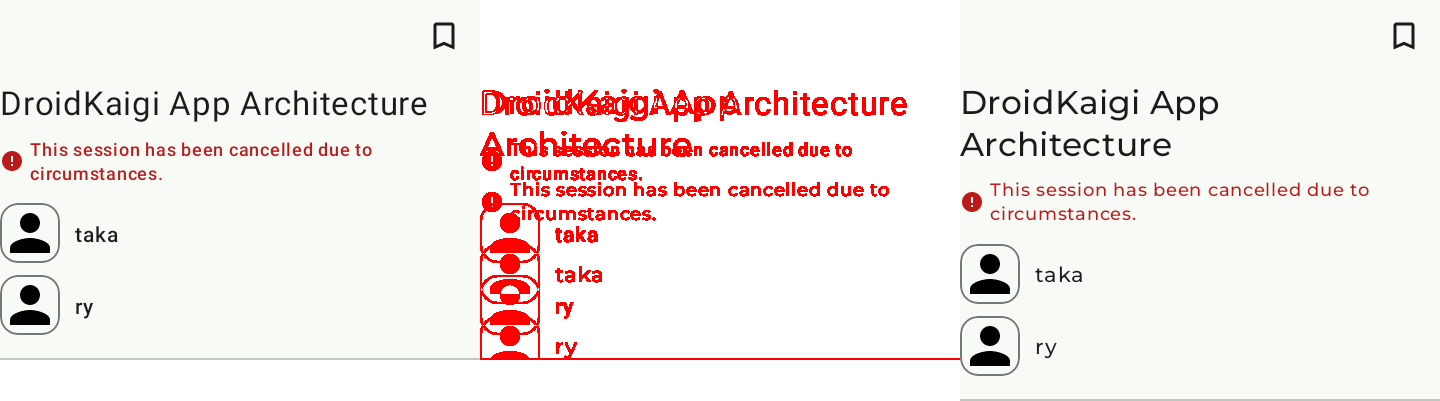 DroidKaigi App Architecture
This session has been cancelled due to
circumstances.
taka
ry
DroidKaigi App Architecture
DroidKaigi App
Architecture
This session has been cancelled due to
circumstances.
This session has been cancelled due to
circumstances.
taka
taka
ry
ry
DroidKaigi App
Architecture
This session has been cancelled due to
circumstances.
taka
ry